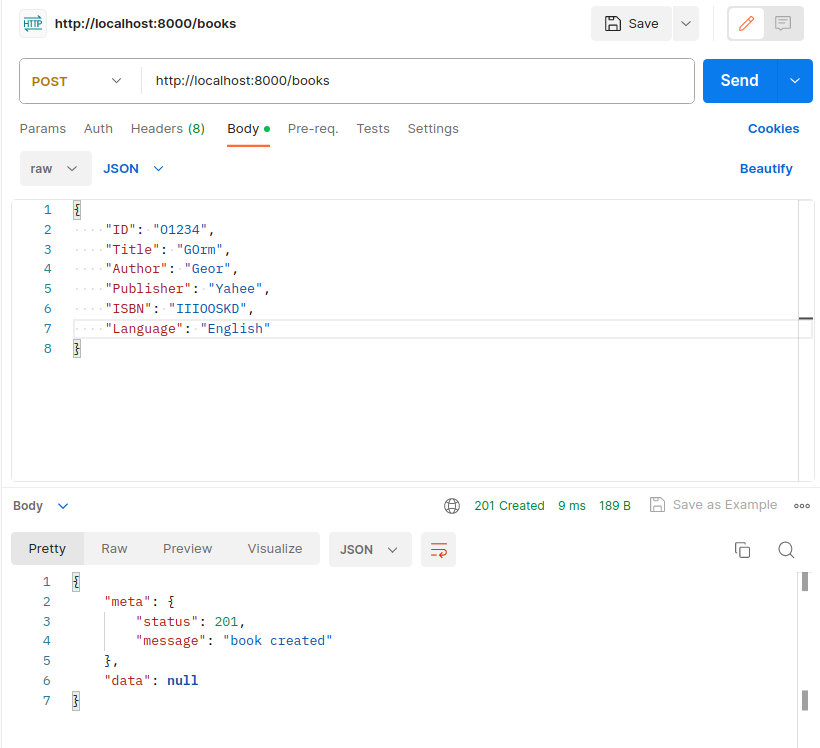 HTTP http://localhost:8000/books Save
POST http://localhost:8000/books Send
Params Auth Headers (8) Body Pre-req. Tests Settings Cookies
raw JSON Beautify
1 {
2 "ID": "O1234",
3 "Title": "GOrm",
4 "Author": "Geor",
5 "Publisher": "Yahee",
6 "ISBN": "IIIOOSKD",
7 "Language": "English"
8 }
Body 201 Created 9 ms 189 B Save as Example
Pretty Raw Preview Visualize JSON
1 {
2 "meta": {
3 "status": 201,
4 "message": "book created"
5 },
6 "data": null
7 }